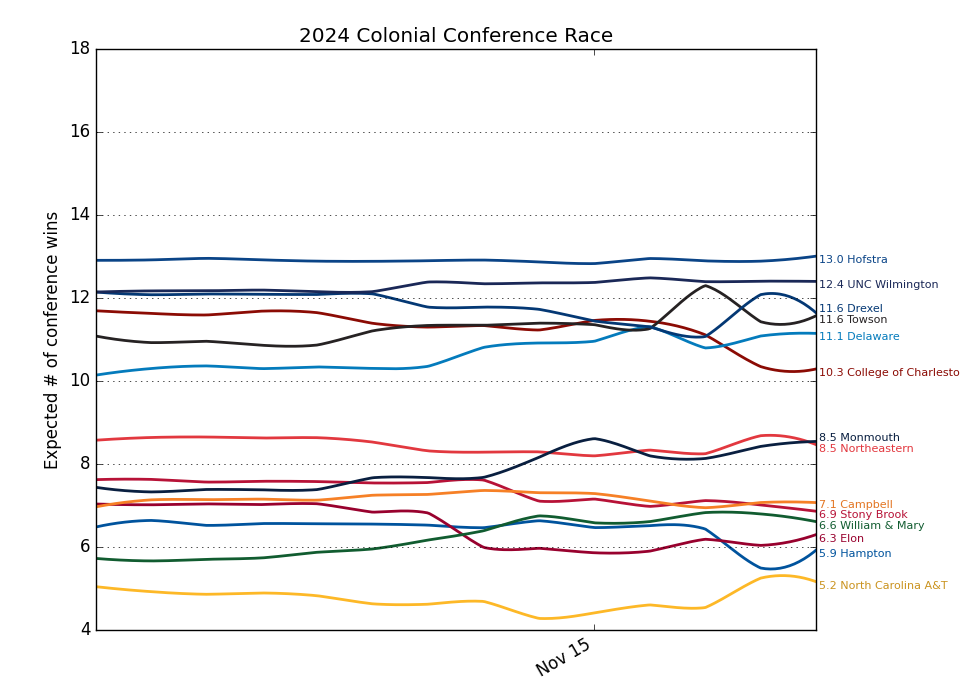 2024 Colonial Conference Race
Expected # of conference wins
18
16
14
12
10
8
6
4
Nov 15
13.0 Hofstra
12.4 UNC Wilmington
11.6 Drexel
11.6 Towson
11.1 Delaware
10.3 College of Charlesto
8.5 Monmouth
8.5 Northeastern
7.1 Campbell
6.9 Stony Brook
6.6 William & Mary
6.3 Elon
5.9 Hampton
5.2 North Carolina A&T